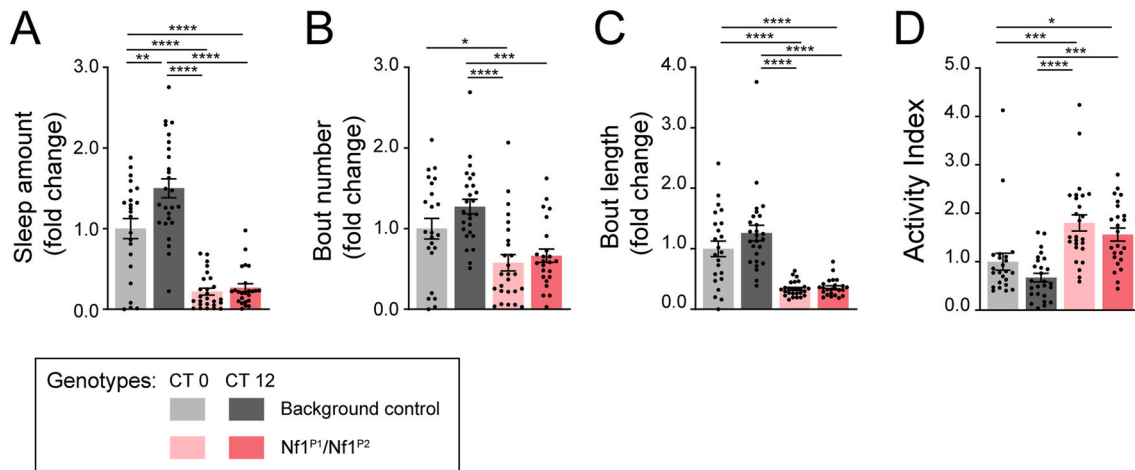 A
Sleep amount
(fold change)
****
****
**
****
****
3.0
2.0
1.0
0.0
B
Bout number
(fold change)
*
***
****
3.0
2.0
1.0
0.0
C
Bout length
(fold change)
****
****
****
****
4.0
3.0
2.0
1.0
0.0
D
Activity Index
*
***
***
****
5.0
4.0
3.0
2.0
1.0
0.0
Genotypes: CT 0 CT 12
Background control
Nf1ᴾ¹/Nf1ᴾ²